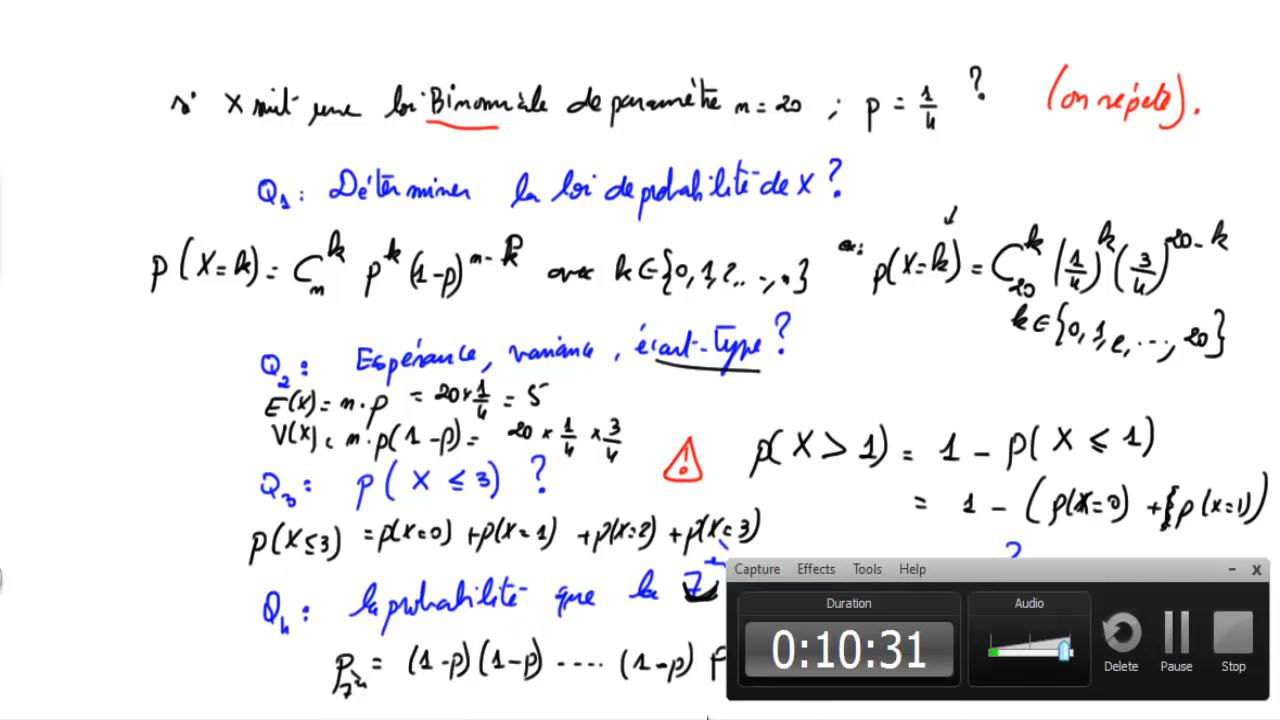 si X suit une loi Binomiale de paramètre n = 20 ; p = 1/4 ? (on répète).
Q1 : Déterminer la loi de probabilité de X ?
p(X=k) = C_n^k p^k (1-p)^{n-k} avec k ∈ {0, 1, 2, ..., n} ex: p(X=k) = C_20^k (1/4)^k (3/4)^{20-k}
k ∈ {0, 1, 2, ..., 20}
Q2 : Espérance, variance, écart-type ?
E(X) = n·p = 20 × 1/4 = 5
V(X) = n·p(1-p) = 20 × 1/4 × 3/4
! p(X > 1) = 1 - p(X ≤ 1)
= 1 - (p(X=0) + p(X=1))
Q3 : p(X ≤ 3) ?
p(X≤3) = p(X=0) + p(X=1) + p(X=2) + p(X=3)
?
Q4 : la probabilité que la 7
= (1-p)(1-p) .... (1-p) p
Capture Effects Tools Help
Duration Audio
0:10:31
Delete Pause Stop